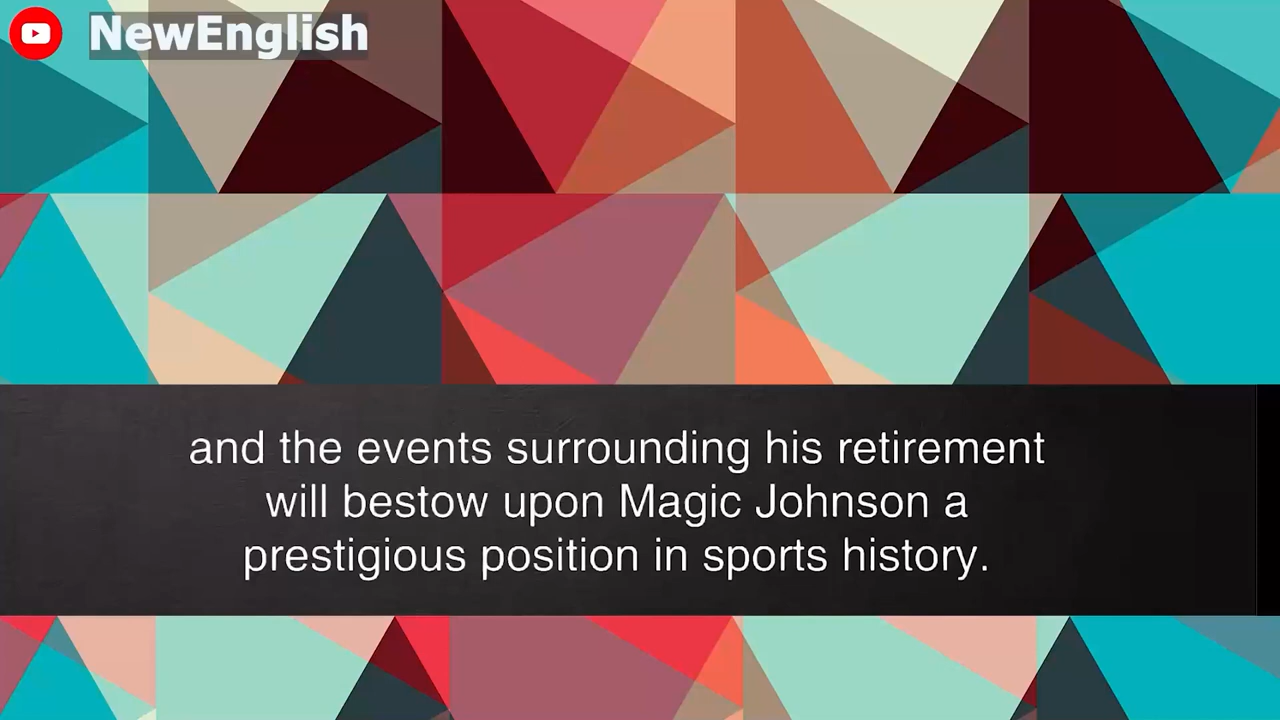 NewEnglish
and the events surrounding his retirement
will bestow upon Magic Johnson a
prestigious position in sports history.